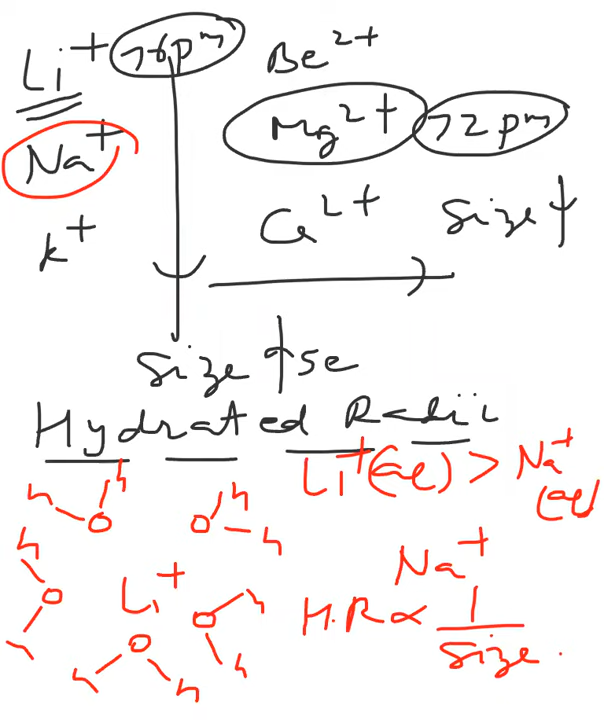 Li+ 76pm Be2+
Na+ Mg2+ 72pm
K+ Ca2+ Size ↓
Size ↑se
Hydrated Radii
Li+(aq) > Na+(aq)
H H
O O H
H H
O Li+ O H
H O H
H H
Na+
H.R ∝ 1/Size.